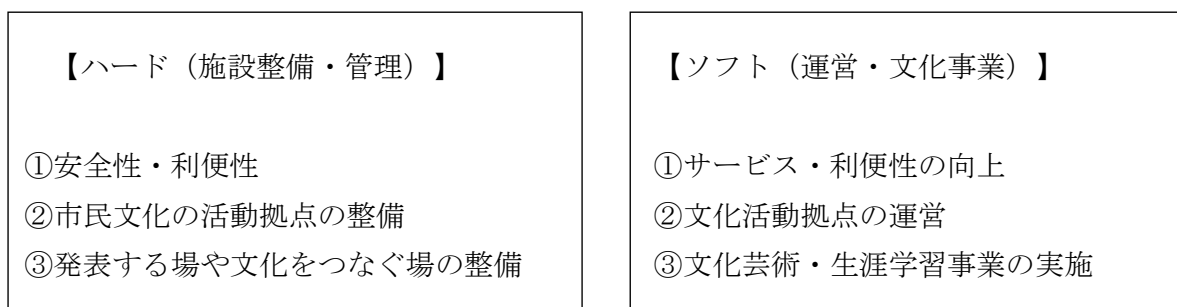 【ハード（施設整備・管理）】
①安全性・利便性
②市民文化の活動拠点の整備
③発表する場や文化をつなぐ場の整備
【ソフト（運営・文化事業）】
①サービス・利便性の向上
②文化活動拠点の運営
③文化芸術・生涯学習事業の実施